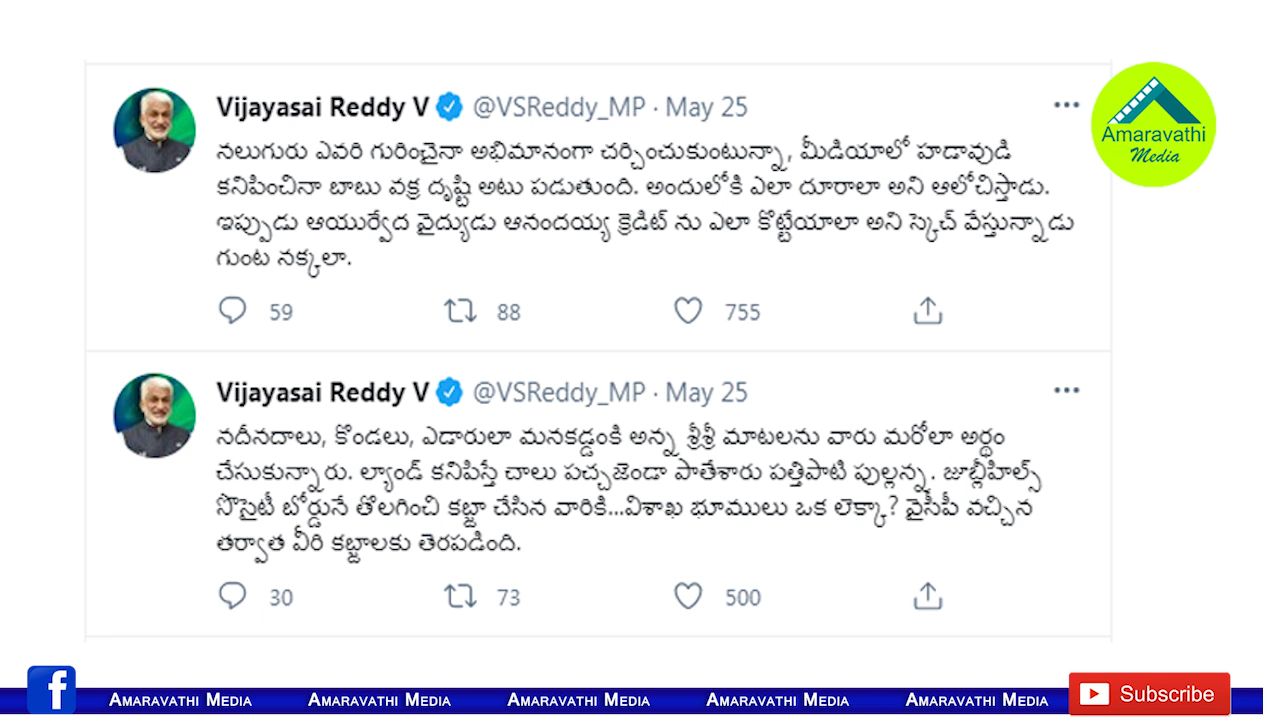 Vijayasai Reddy V @VSReddy_MP · May 25
నలుగురు ఎవరి గురించైనా అభిమానంగా చర్చించుకుంటున్నా, మీడియాలో హడావుడి
కనిపించినా బాబు వక్ర దృష్టి అటు పడుతుంది. అందులోకి ఎలా దూరాలా అని ఆలోచిస్తాడు.
ఇప్పుడు ఆయుర్వేద వైద్యుడు ఆనందయ్య క్రెడిట్ ను ఎలా కొట్టేయాలా అని స్కెచ్ వేస్తున్నాడు
గుంట నక్కలా.
59 88 755
Vijayasai Reddy V @VSReddy_MP · May 25
నదీనదాలు, కొండలు, ఎడారులా మనకడ్డంకి అన్న శ్రీశ్రీ మాటలను వారు మరోలా అర్థం
చేసుకున్నారు. ల్యాండ్ కనిపిస్తే చాలు పచ్చజెండా పాతేశారు పత్తిపాటి పుల్లన్న. జూబ్లీహిల్స్
సొసైటీ బోర్డునే తొలగించి కబ్జా చేసిన వారికి...విశాఖ భూములు ఒక లెక్కా? వైసీపీ వచ్చిన
తర్వాత వీరి కబ్జాలకు తెరపడింది.
30 73 500
Amaravathi
Media
f
Amaravathi Media Amaravathi Media Amaravathi Media Amaravathi Media Amaravathi Media
Subscribe